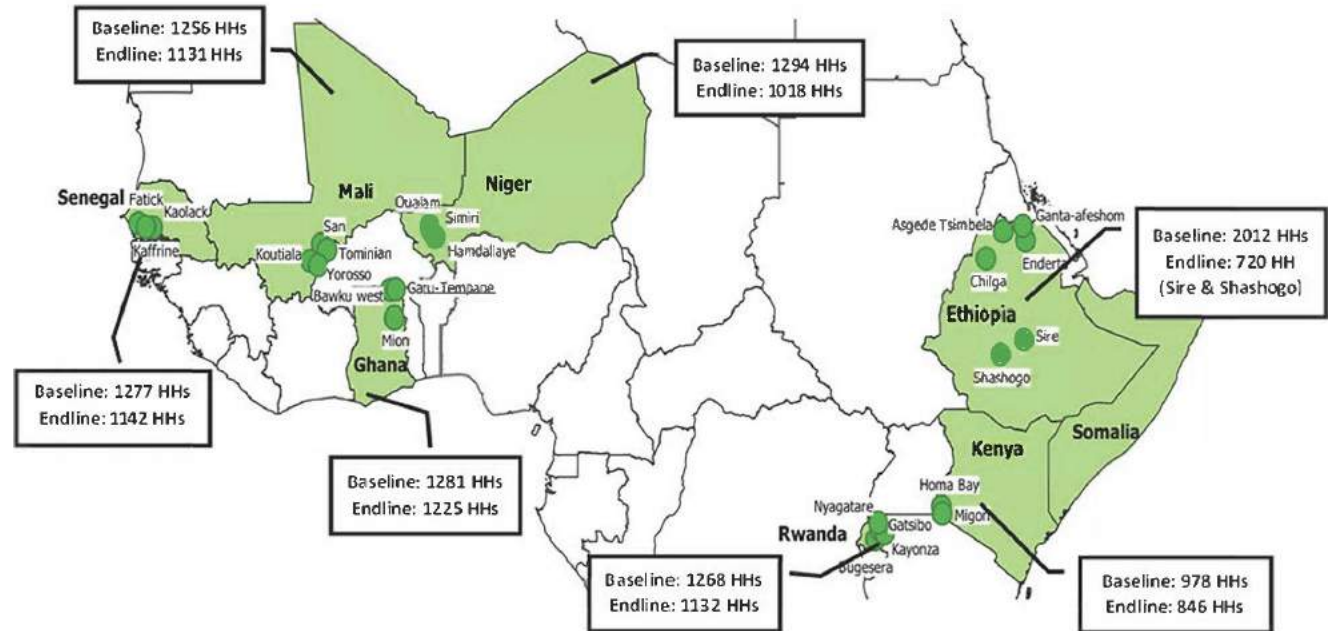 Baseline: 1256 HHs
Endline: 1131 HHs
Baseline: 1294 HHs
Endline: 1018 HHs
Senegal
Fatick
Kaolack
Kaffrine
Mali
San
Koutiala
Tominian
Yorosso
Niger
Oualam
Simiri
Hamdallaye
Bawku west
Garu-Tempane
Mion
Ghana
Asgede Tsimbela
Ganta-afeshom
Enderta
Chilga
Ethiopia
Sire
Shashogo
Baseline: 2012 HHs
Endline: 720 HH
(Sire & Shashogo)
Baseline: 1277 HHs
Endline: 1142 HHs
Baseline: 1281 HHs
Endline: 1225 HHs
Kenya
Somalia
Homa Bay
Migori
Nyagatare
Gatsibo
Rwanda
Kayonza
Bugesera
Baseline: 1268 HHs
Endline: 1132 HHs
Baseline: 978 HHs
Endline: 846 HHs